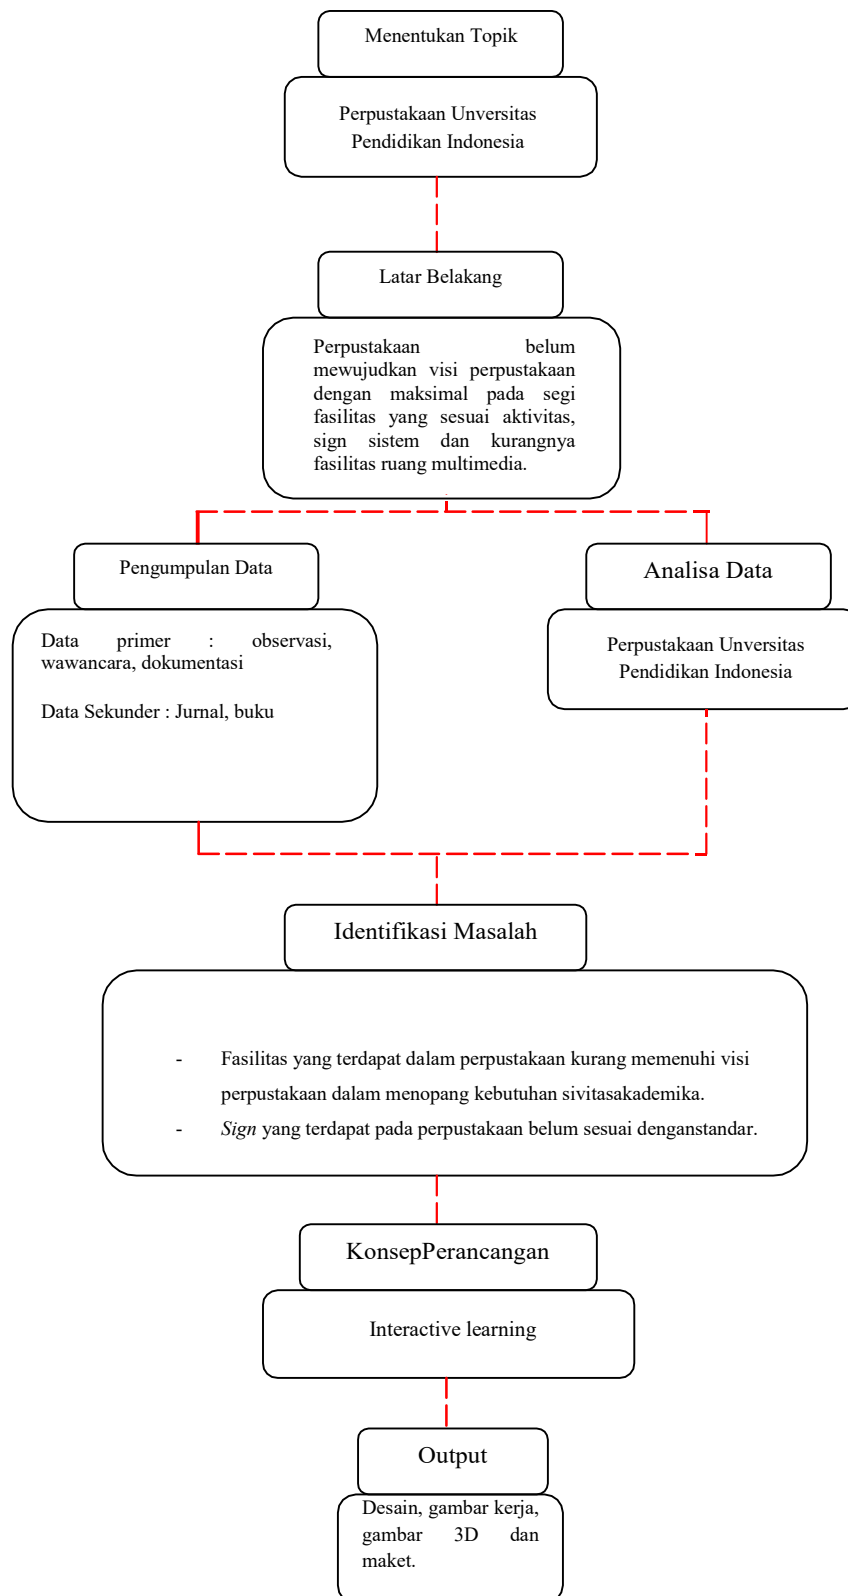 Menentukan Topik
Perpustakaan Unversitas
Pendidikan Indonesia
Latar Belakang
Perpustakaan belum
mewujudkan visi perpustakaan
dengan maksimal pada segi
fasilitas yang sesuai aktivitas,
sign sistem dan kurangnya
fasilitas ruang multimedia.
Pengumpulan Data
Data primer : observasi,
wawancara, dokumentasi
Data Sekunder : Jurnal, buku
Analisa Data
Perpustakaan Unversitas
Pendidikan Indonesia
Identifikasi Masalah
- Fasilitas yang terdapat dalam perpustakaan kurang memenuhi visi
perpustakaan dalam menopang kebutuhan sivitasakademika.
- Sign yang terdapat pada perpustakaan belum sesuai denganstandar.
KonsepPerancangan
Interactive learning
Output
Desain, gambar kerja,
gambar 3D dan
maket.